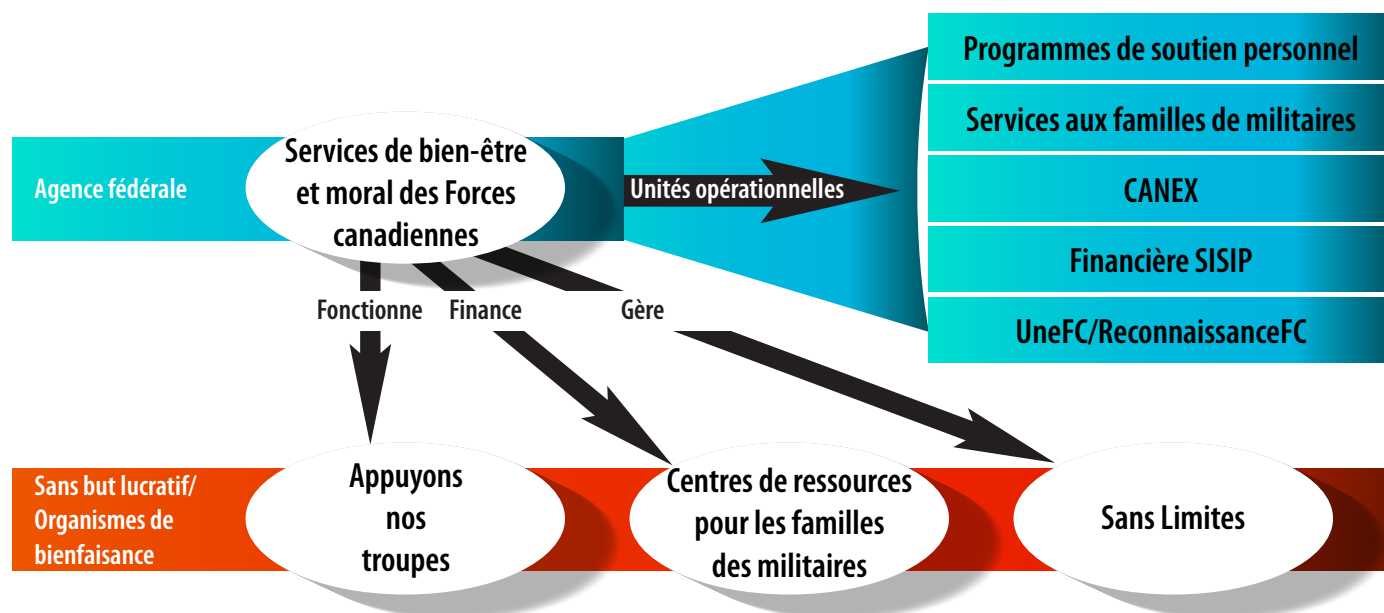 Programmes de soutien personnel
Services aux familles de militaires
CANEX
Financière SISIP
UneFC/ReconnaissanceFC
Agence fédérale
Services de bien-être
et moral des Forces
canadiennes
Unités opérationnelles
Fonctionne
Finance
Gère
Sans but lucratif/
Organismes de
bienfaisance
Appuyons
nos
troupes
Centres de ressources
pour les familles
des militaires
Sans Limites